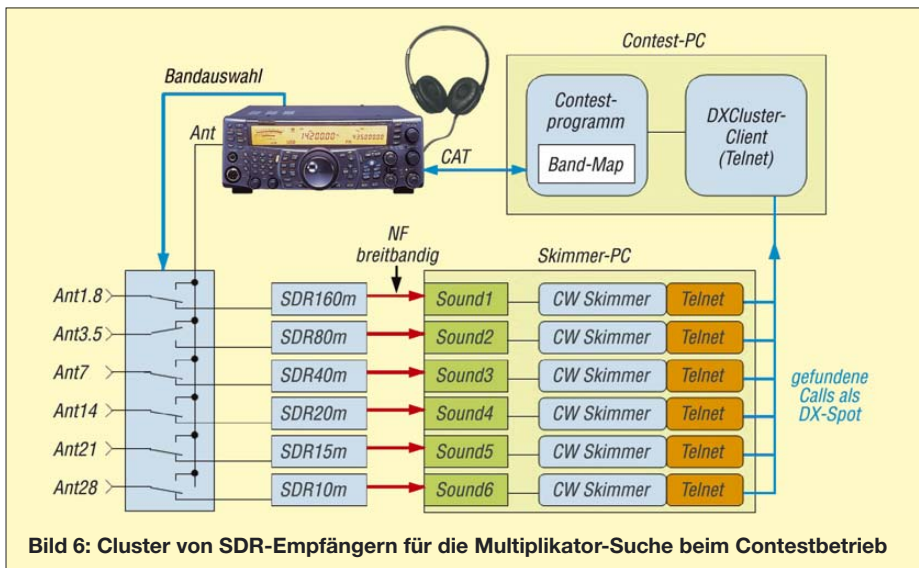 Contest-PC
Bandauswahl
Ant
CAT
Contest-
programm
Band-Map
DXCluster-
Client
(Telnet)
NF
breitbandig
Skimmer-PC
Ant1.8 SDR160m Sound1 CW Skimmer Telnet
Ant3.5 SDR80m Sound2 CW Skimmer Telnet
Ant7 SDR40m Sound3 CW Skimmer Telnet
Ant14 SDR20m Sound4 CW Skimmer Telnet
Ant21 SDR15m Sound5 CW Skimmer Telnet
Ant28 SDR10m Sound6 CW Skimmer Telnet
gefundene
Calls als
DX-Spot
Bild 6: Cluster von SDR-Empfängern für die Multiplikator-Suche beim Contestbetrieb